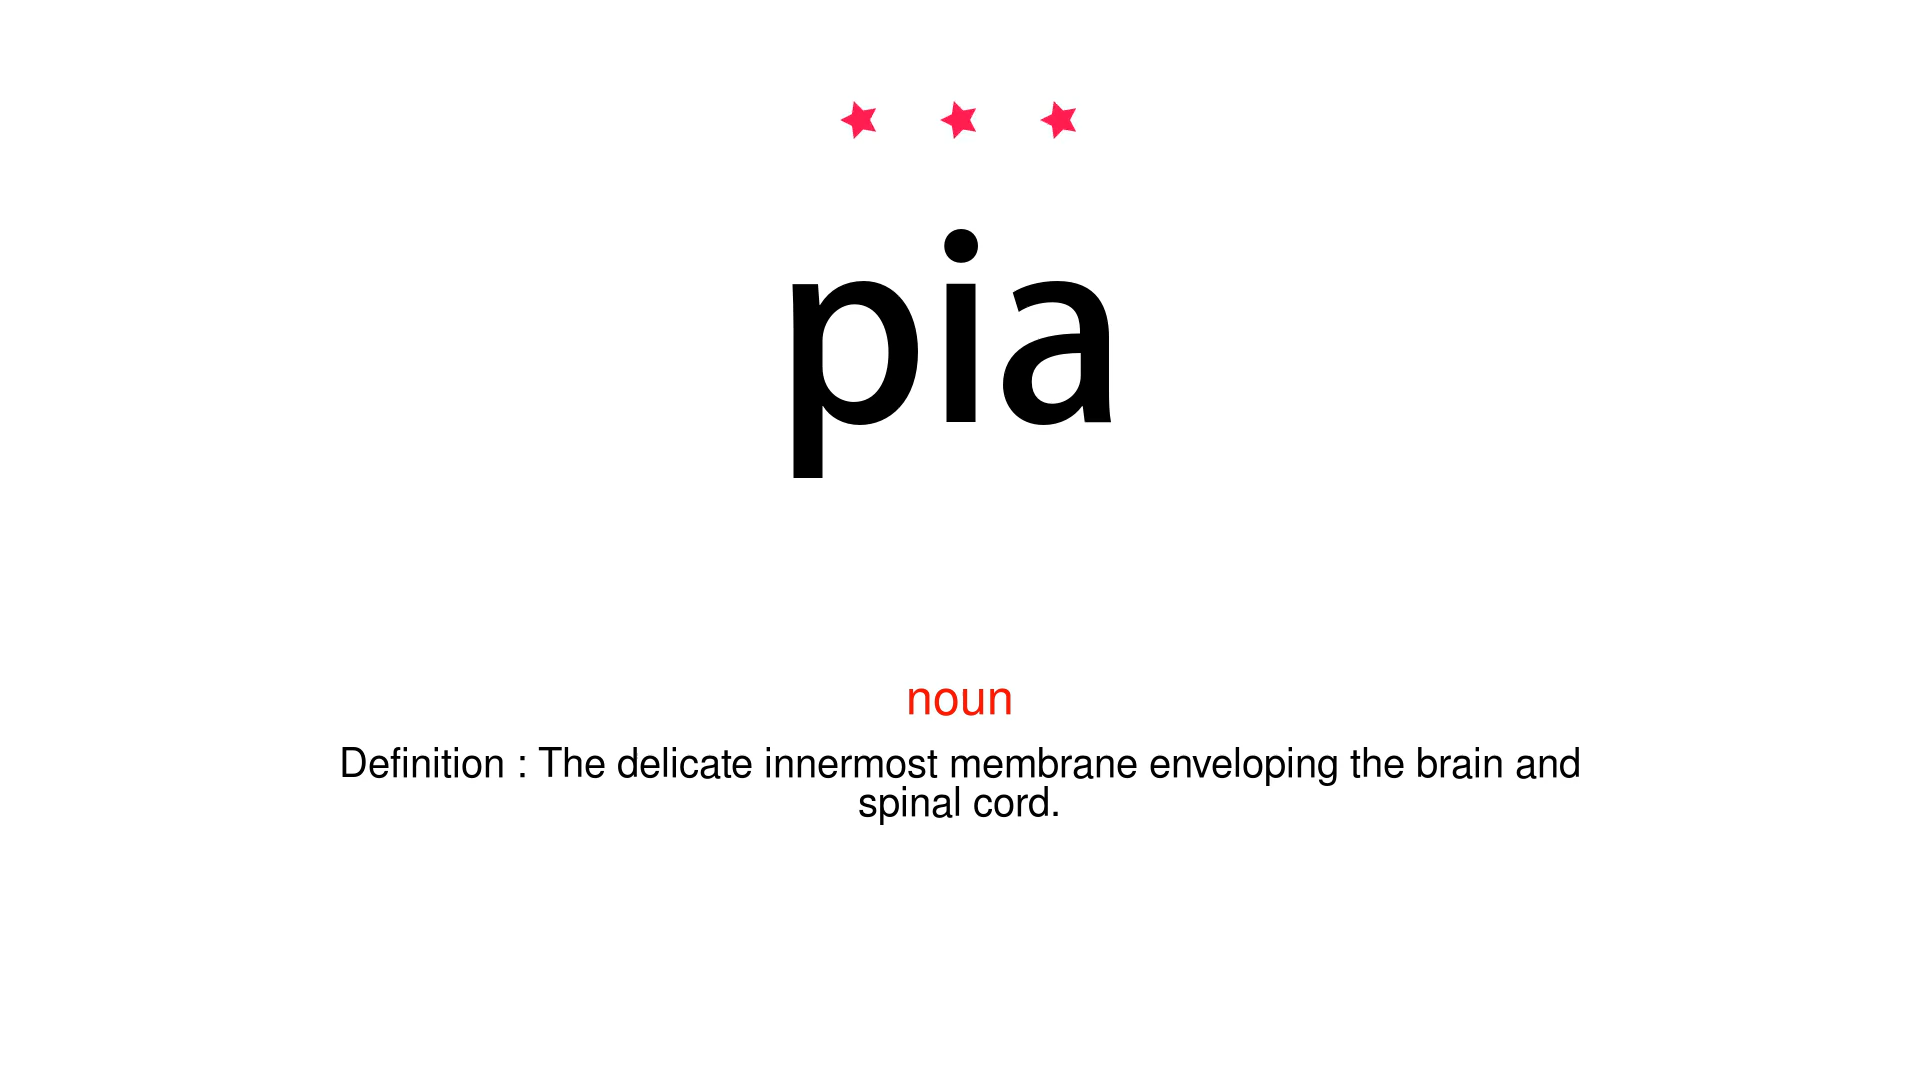 pia
noun
Definition : The delicate innermost membrane enveloping the brain and
spinal cord.